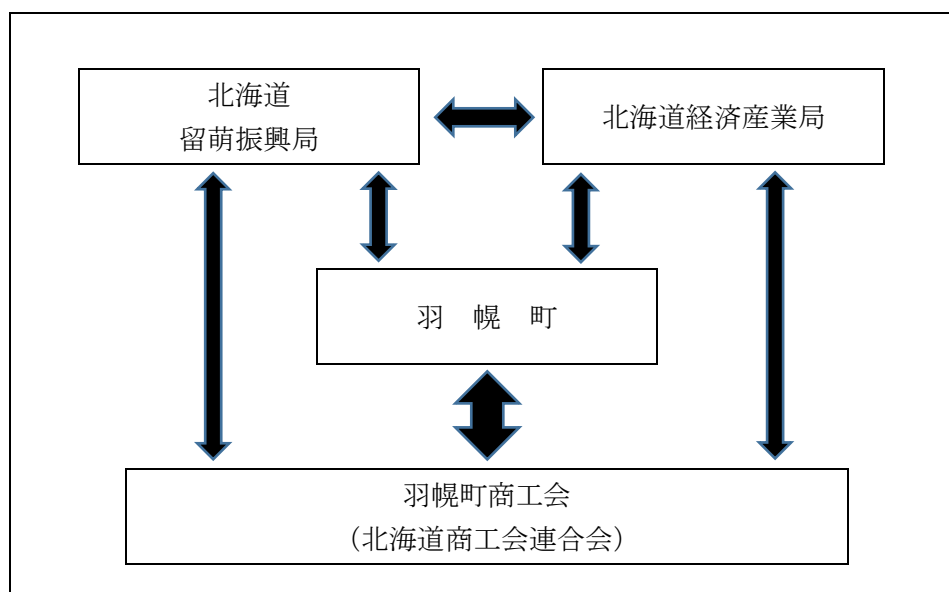 北海道
留萌振興局
北海道経済産業局
羽　幌　町
羽幌町商工会
（北海道商工会連合会）